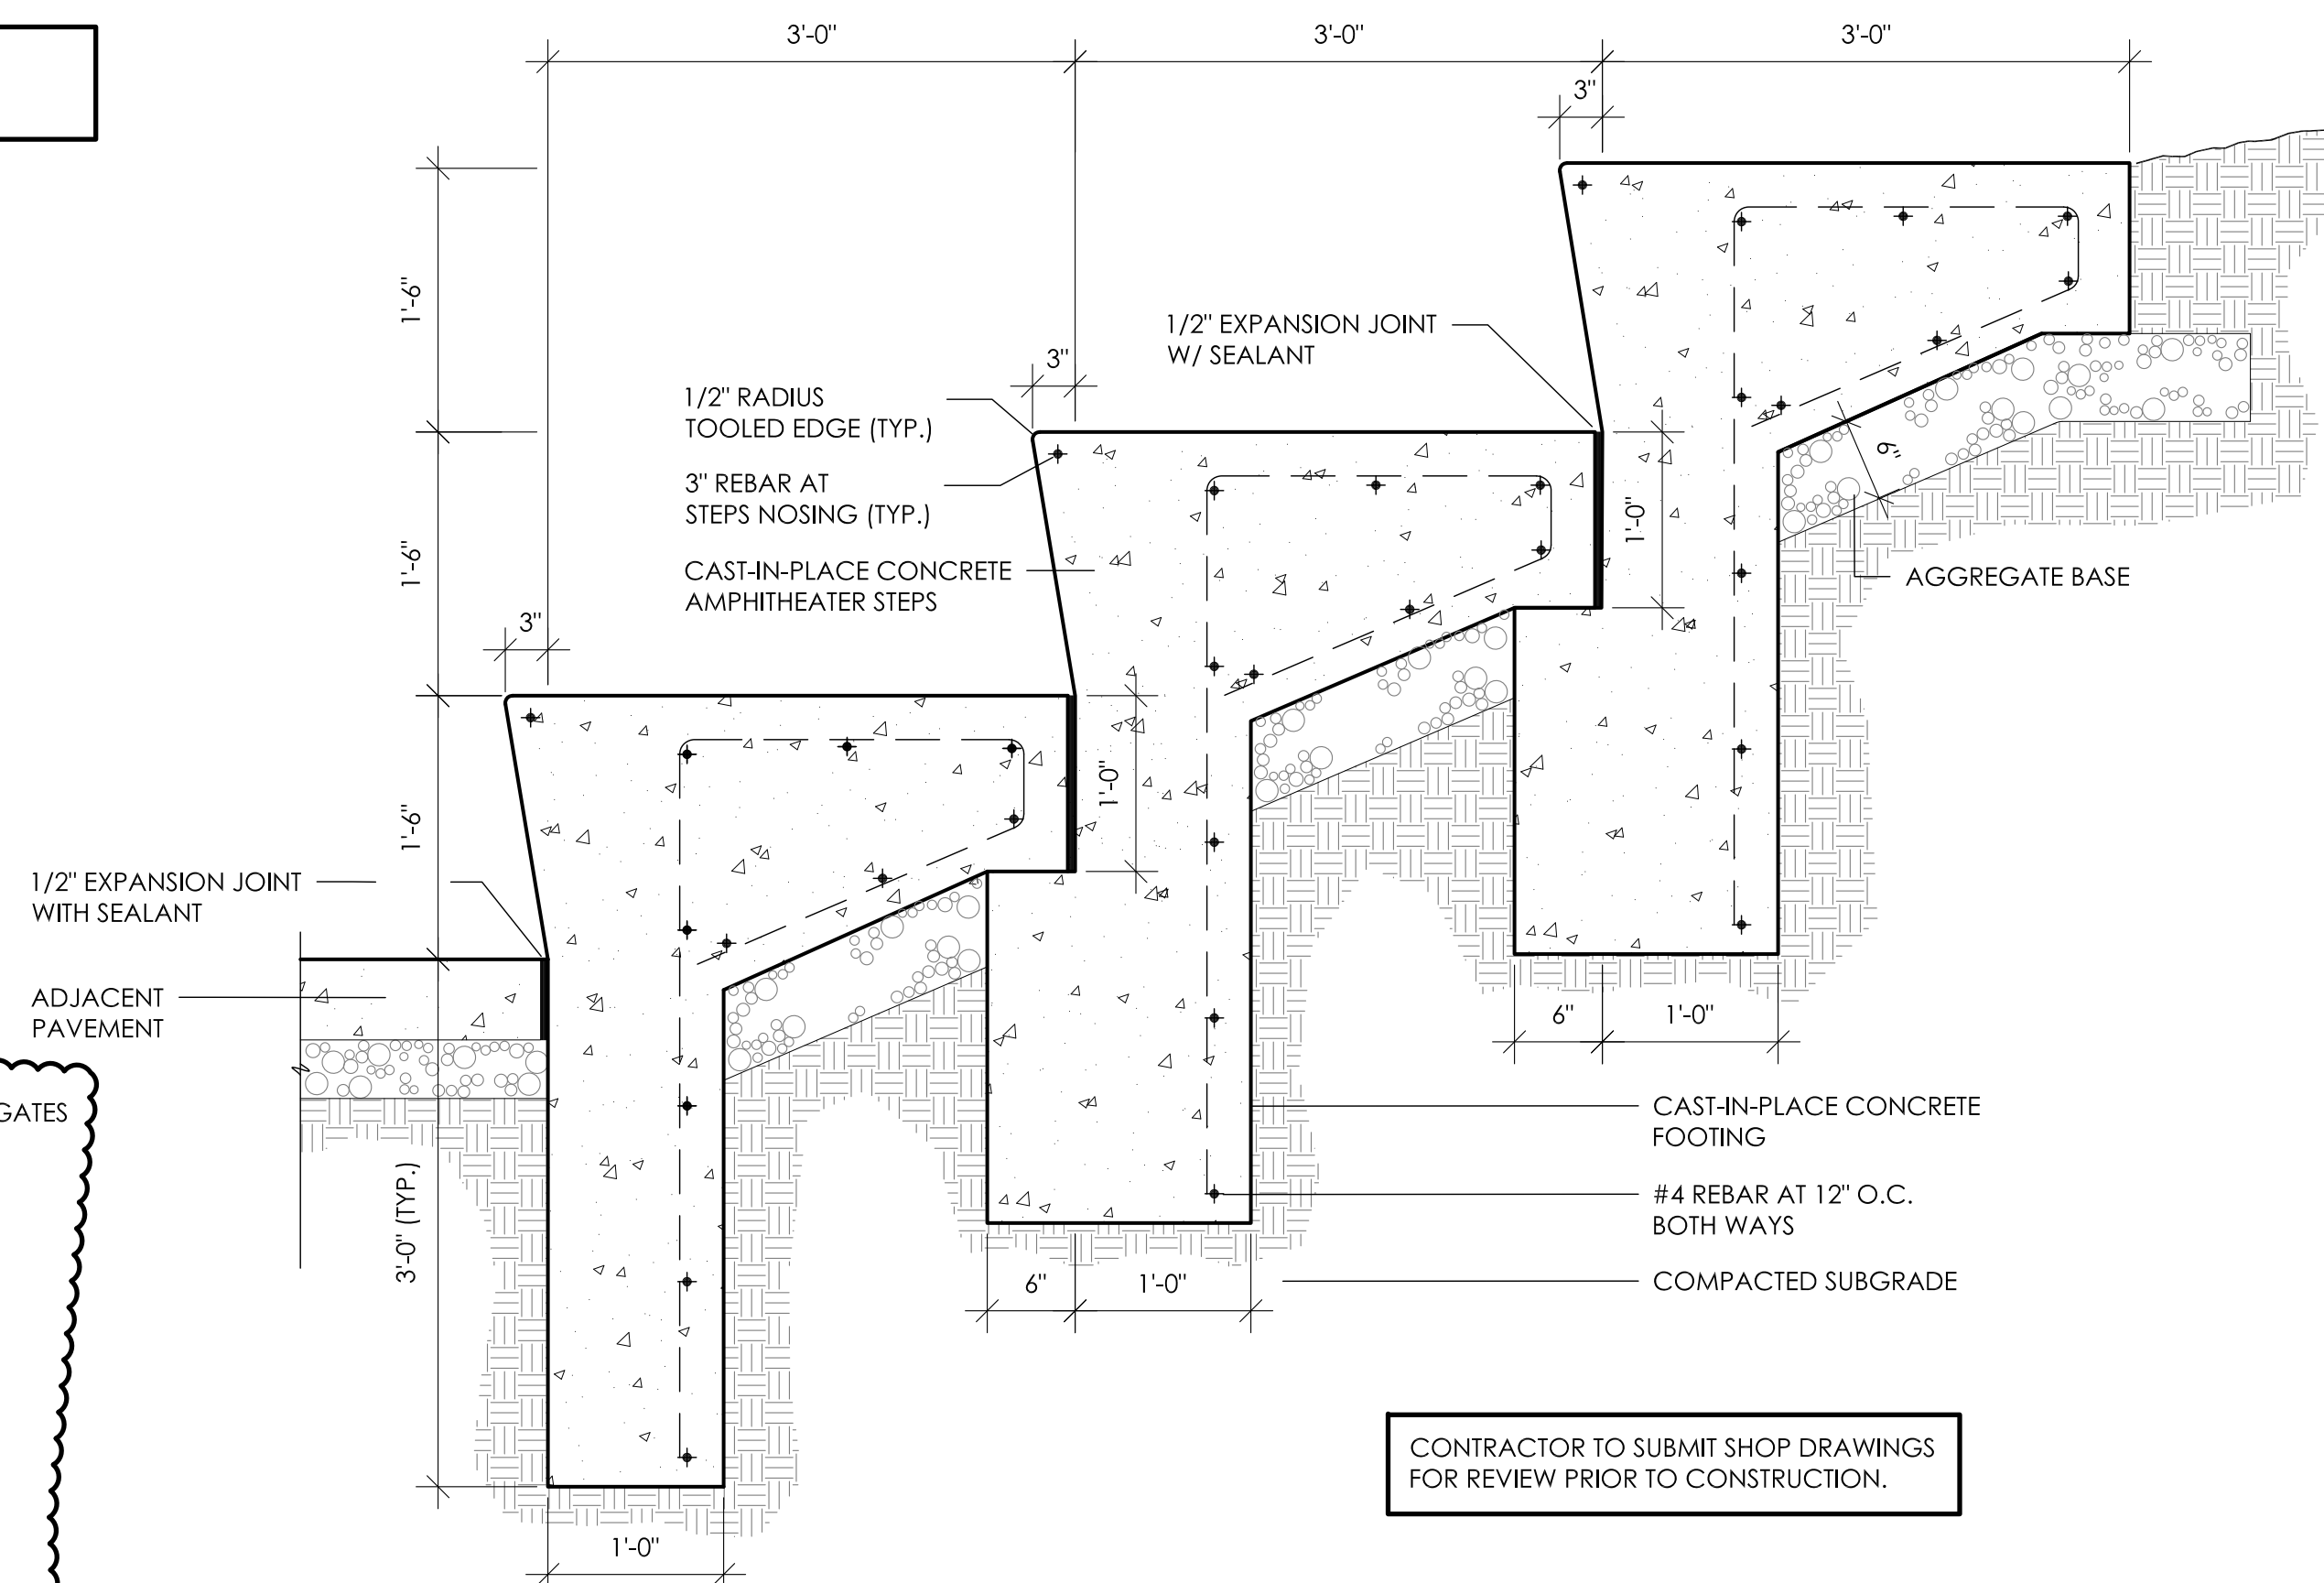 3'-0"
3'-0"
3'-0"
3"
1'-6"
1/2" EXPANSION JOINT
W/ SEALANT
3"
1/2" RADIUS
TOOLED EDGE (TYP.)
3" REBAR AT
STEPS NOSING (TYP.)
6"
1'-0"
1'-6"
CAST-IN-PLACE CONCRETE
AMPHITHEATER STEPS
AGGREGATE BASE
3"
1'-0"
1'-6"
1/2" EXPANSION JOINT
WITH SEALANT
ADJACENT
PAVEMENT
6"
1'-0"
GATES
CAST-IN-PLACE CONCRETE
FOOTING
3'-0" (TYP.)
#4 REBAR AT 12" O.C.
BOTH WAYS
6"
1'-0"
COMPACTED SUBGRADE
CONTRACTOR TO SUBMIT SHOP DRAWINGS
FOR REVIEW PRIOR TO CONSTRUCTION.
1'-0"